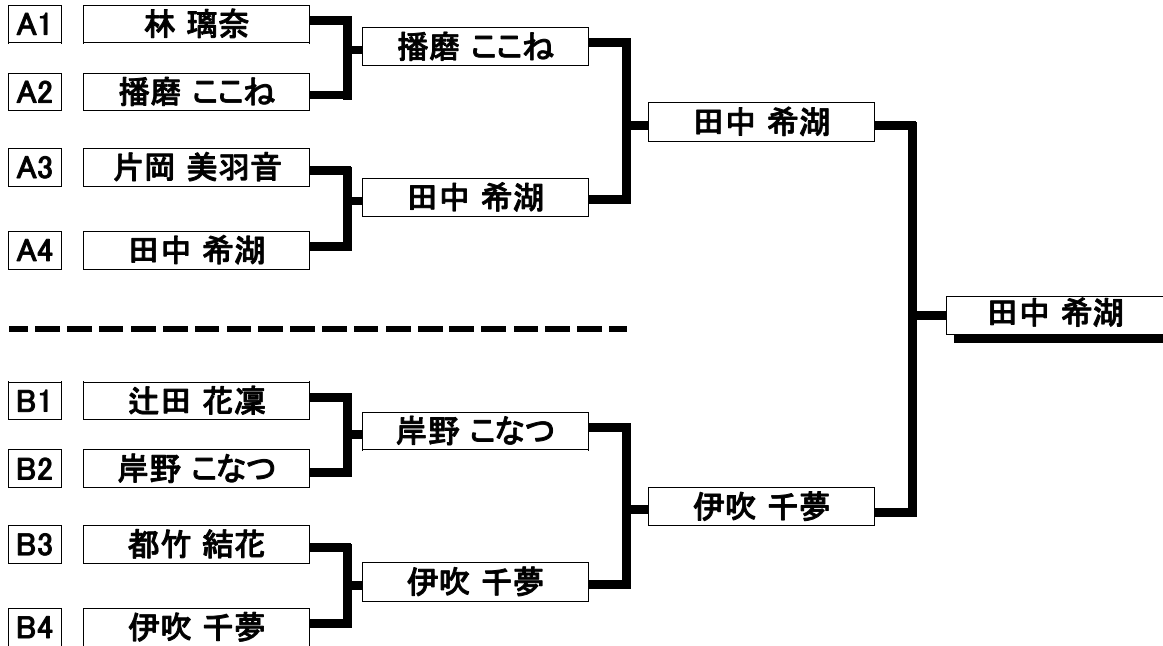 A1 林 璃奈
播磨 ここね
A2 播磨 ここね
田中 希湖
A3 片岡 美羽音
田中 希湖
A4 田中 希湖
田中 希湖
B1 辻田 花凜
岸野 こなつ
B2 岸野 こなつ
伊吹 千夢
B3 都竹 結花
伊吹 千夢
B4 伊吹 千夢